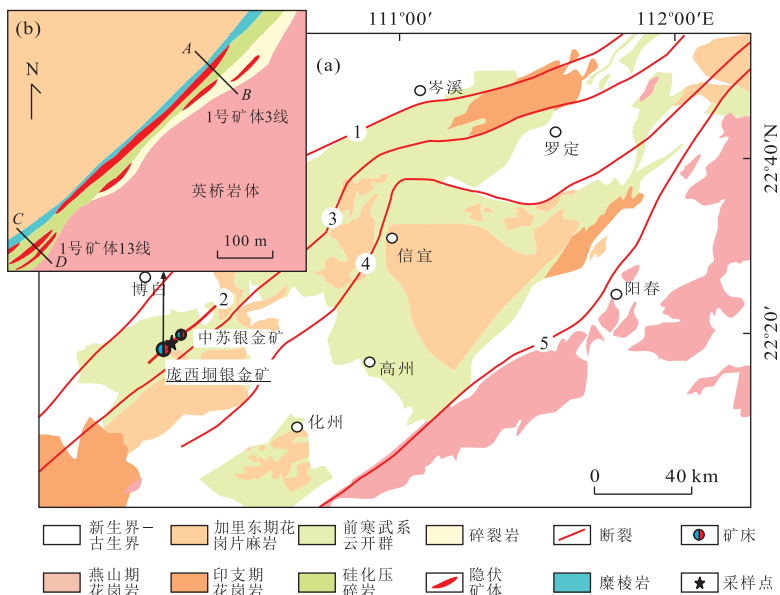 111°00′
112°00′E
(b)
(a)
N
A
B
1号矿体3线
英桥岩体
C
D
1号矿体13线
100 m
岑溪
1
罗定
22°40′N
3
4
信宜
博白
2
阳春
中苏银金矿
22°20′
庞西垌银金矿
高州
5
化州
0
40 km
新生界−
古生界
加里东期花
岗片麻岩
前寒武系
云开群
碎裂岩
断裂
矿床
燕山期
花岗岩
印支期
花岗岩
硅化压
碎岩
隐伏
矿体
糜棱岩
采样点